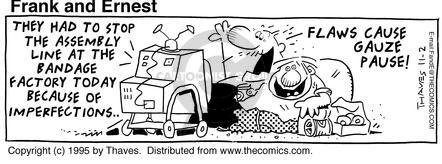 Frank and Ernest
THEY HAD TO STOP
THE ASSEMBLY
LINE AT THE
BANDAGE
FACTORY TODAY
BECAUSE OF
IMPERFECTIONS..
FLAWS CAUSE
GAUZE
PAUSE!
THAVES 11-2
E-mail FandE@THECOMICS.COM
Copyright (c) 1995 by Thaves. Distributed from www.thecomics.com.